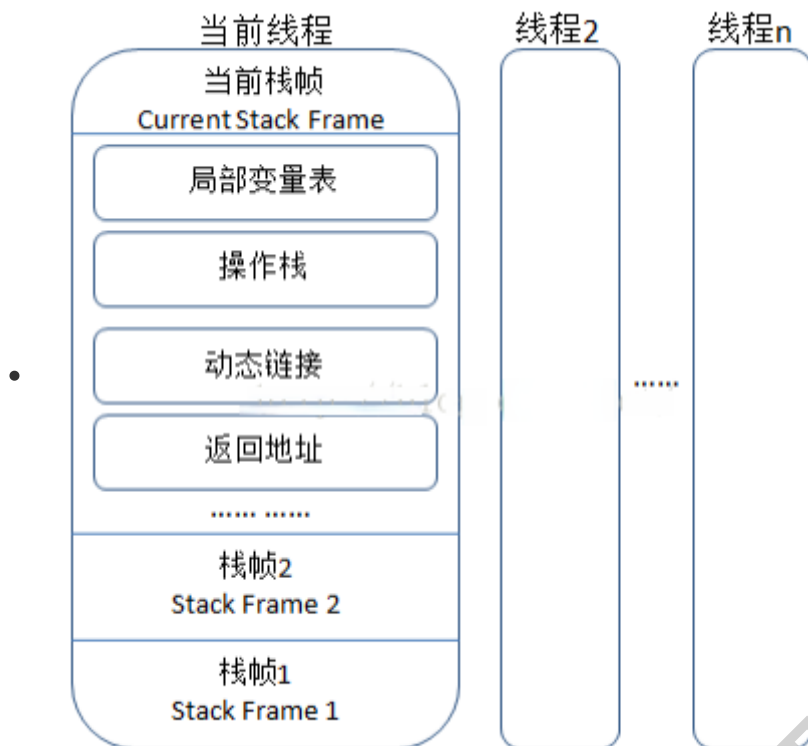 当前线程
线程2
线程n
当前栈帧
Current Stack Frame
局部变量表
操作栈
动态链接
……
返回地址
…… ……
栈帧2
Stack Frame 2
栈帧1
Stack Frame 1